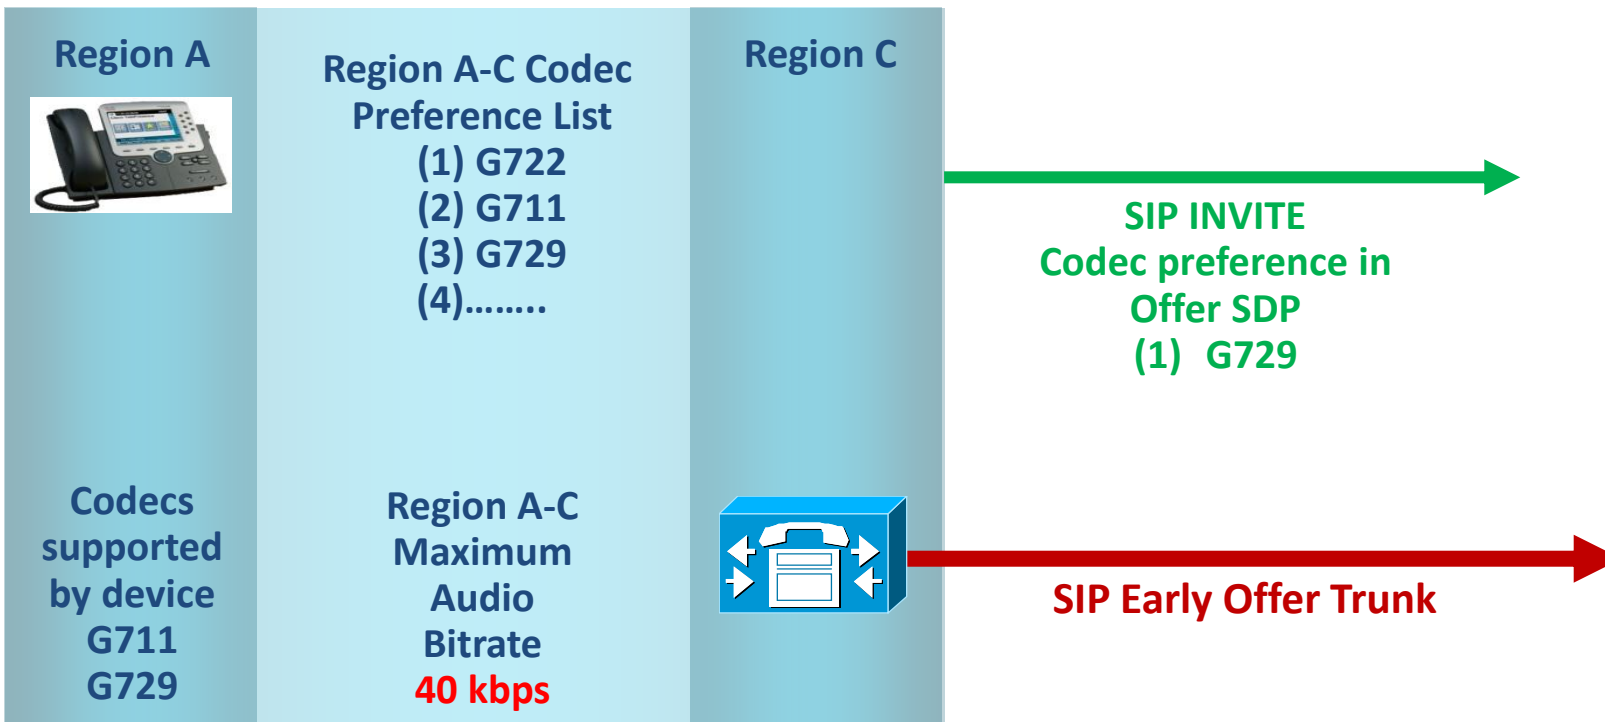 Region A
Codecs
supported
by device
G711
G729
Region A-C Codec
Preference List
(1) G722
(2) G711
(3) G729
(4)……..
Region A-C
Maximum
Audio
Bitrate
40 kbps
Region C
SIP INVITE
Codec preference in
Offer SDP
(1) G729
SIP Early Offer Trunk